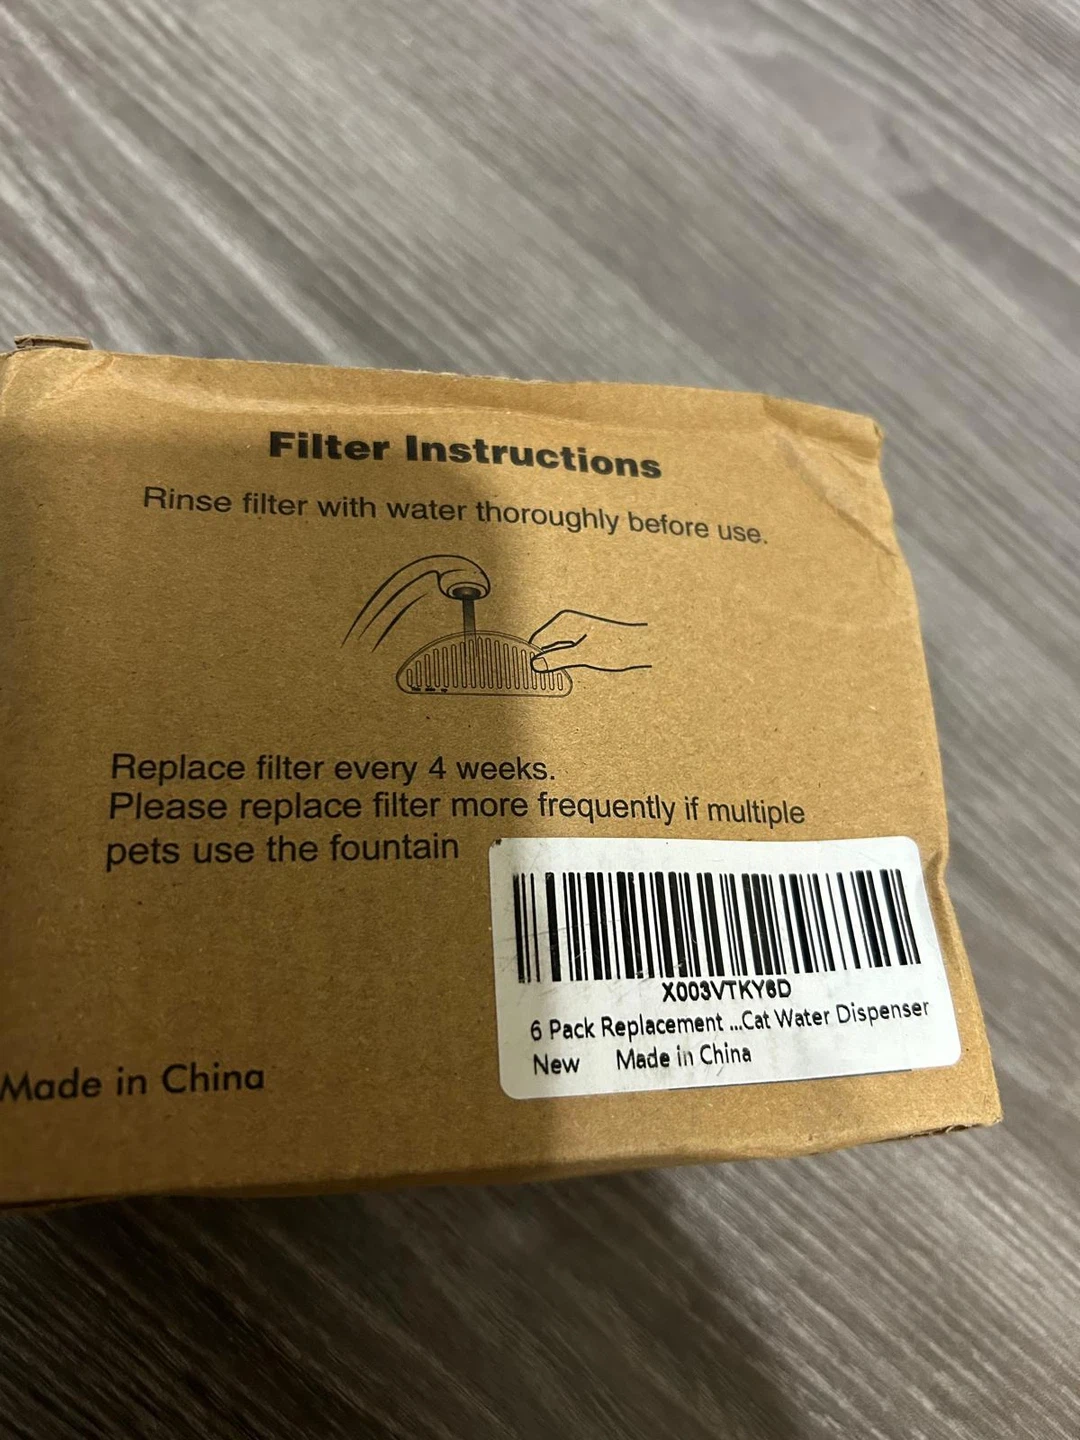 Filter Instructions
Rinse filter with water thoroughly before use.
Replace filter every 4 weeks.
Please replace filter more frequently if multiple
pets use the fountain
X003VTKY6D
6 Pack Replacement ...Cat Water Dispenser
New Made in China
Made in China